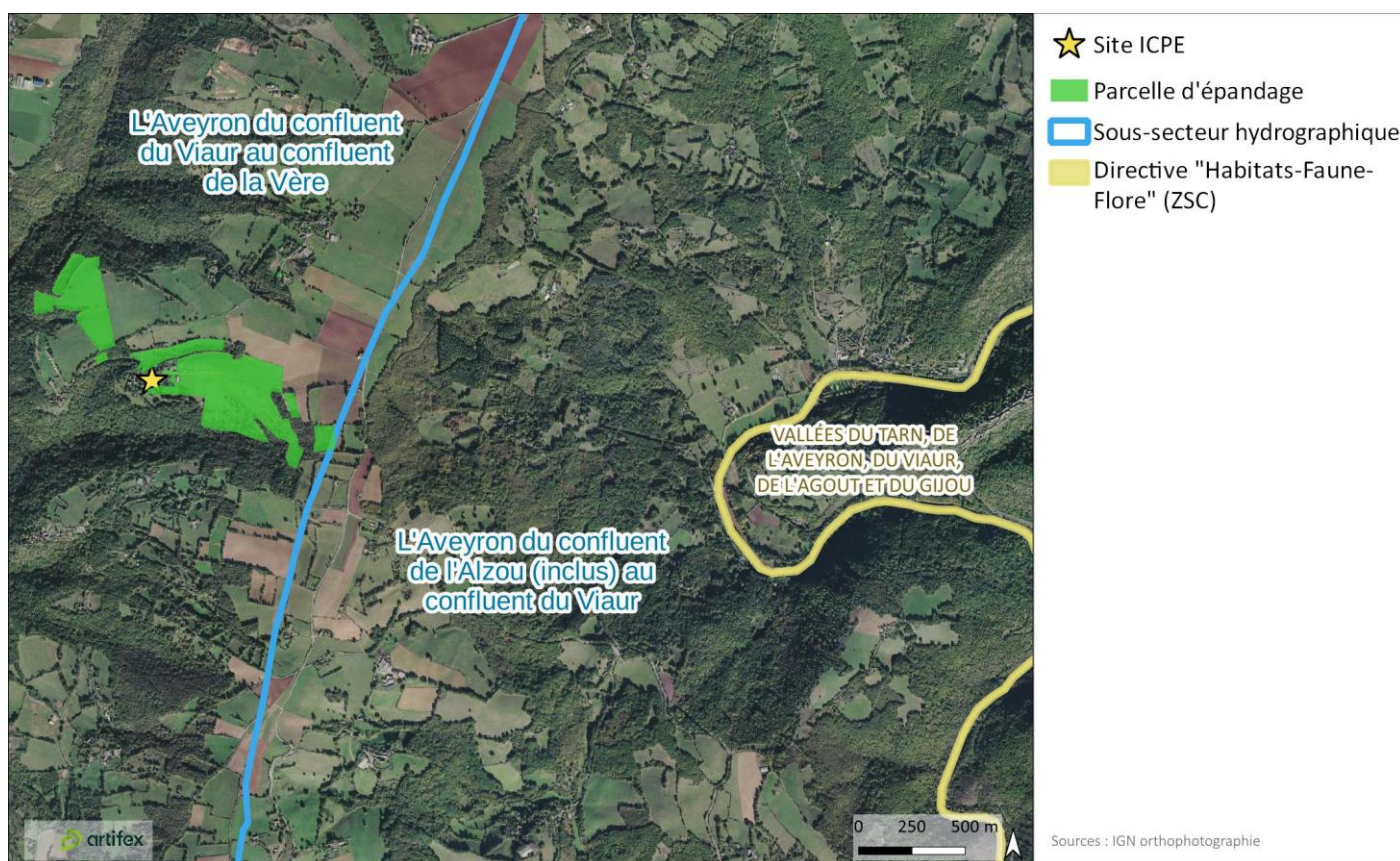 L'Aveyron du confluent
du Viaur au confluent
de la Vère
VALLÉES DU TARN, DE
L'AVEYRON, DU VIAUR,
DE L'AGOUT ET DU GIJOU
L'Aveyron du confluent
de l'Alzou (inclus) au
confluent du Viaur
artifex
0 250 500 m
Site ICPE
Parcelle d'épandage
Sous-secteur hydrographique
Directive "Habitats-Faune-
Flore" (ZSC)
Sources : IGN orthophotographie